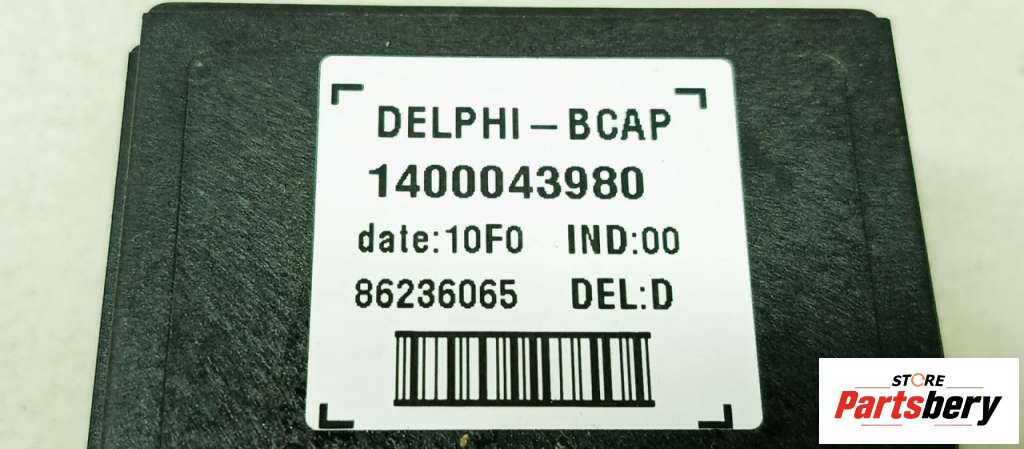 DELPHI – BCAP
1400043980
date:10F0 IND:00
86236065 DEL:D
STORE
Partsbery